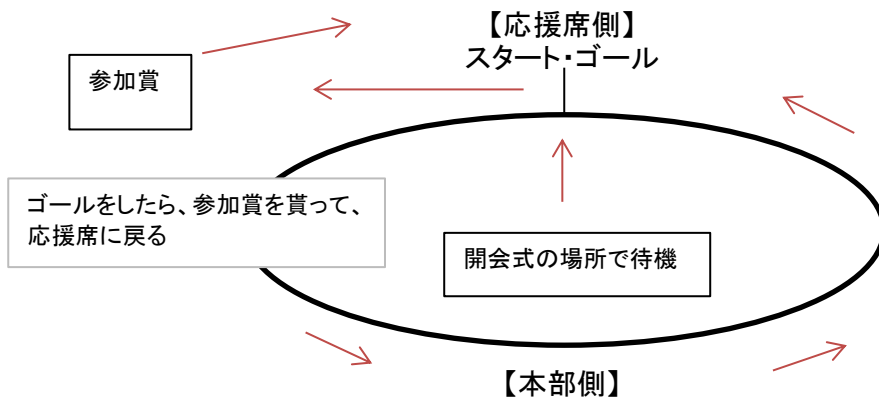 【応援席側】
スタート・ゴール
参加賞
ゴールをしたら、参加賞を貰って、
応援席に戻る
開会式の場所で待機
【本部側】